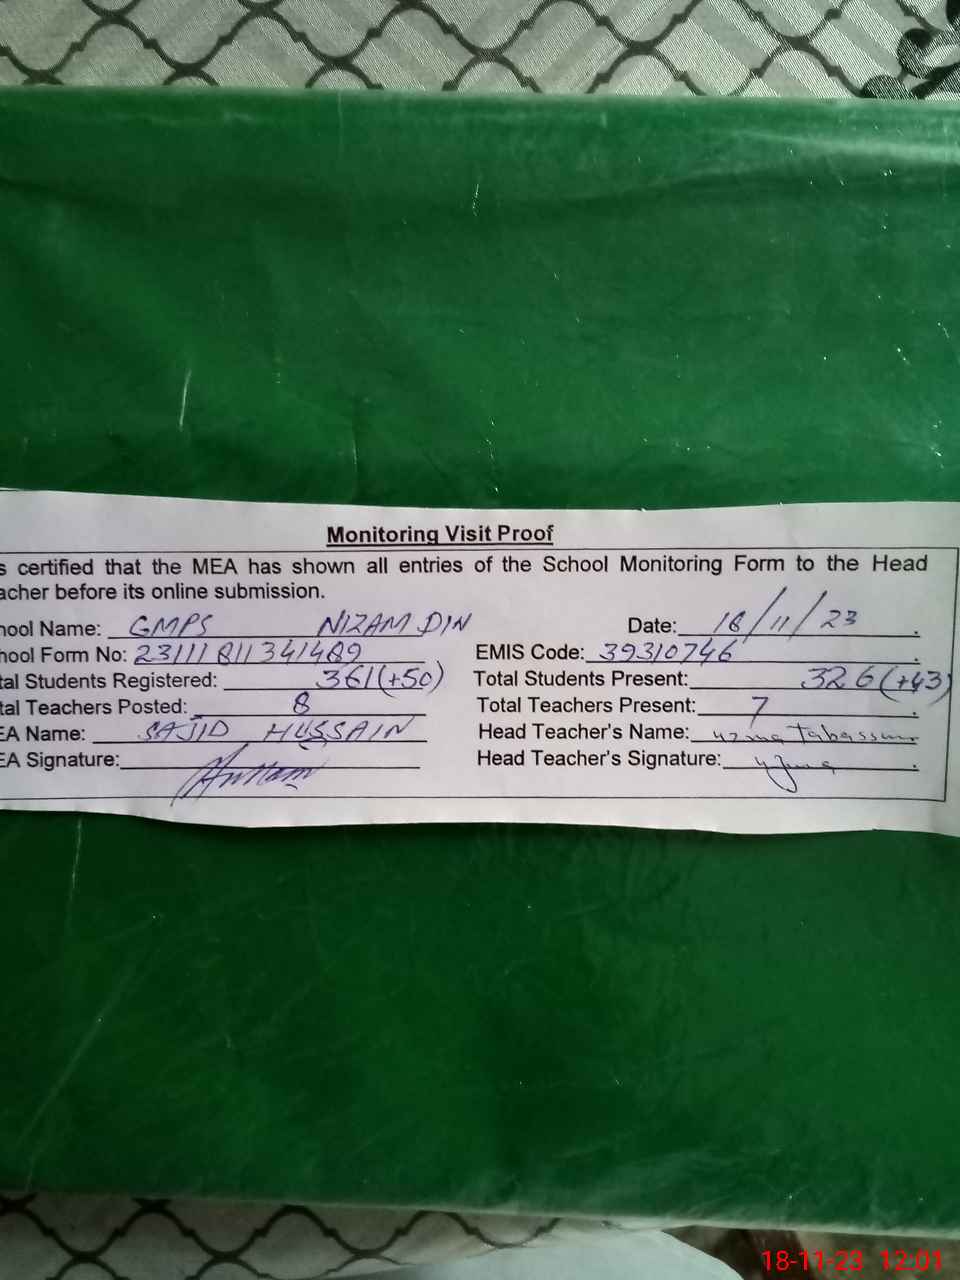 Monitoring Visit Proof
s certified that the MEA has shown all entries of the School Monitoring Form to the Head
acher before its online submission.
hool Name: GMPS NIZAM DIN Date: 18/11/23
hool Form No: 23111811341489 EMIS Code: 39310746
tal Students Registered: 361(+50) Total Students Present: 326(+43)
tal Teachers Posted: 8 Total Teachers Present: 7
EA Name: SAJID HUSSAIN Head Teacher's Name: uzma Tabassum
EA Signature: Head Teacher's Signature:
18-11-23 12:01